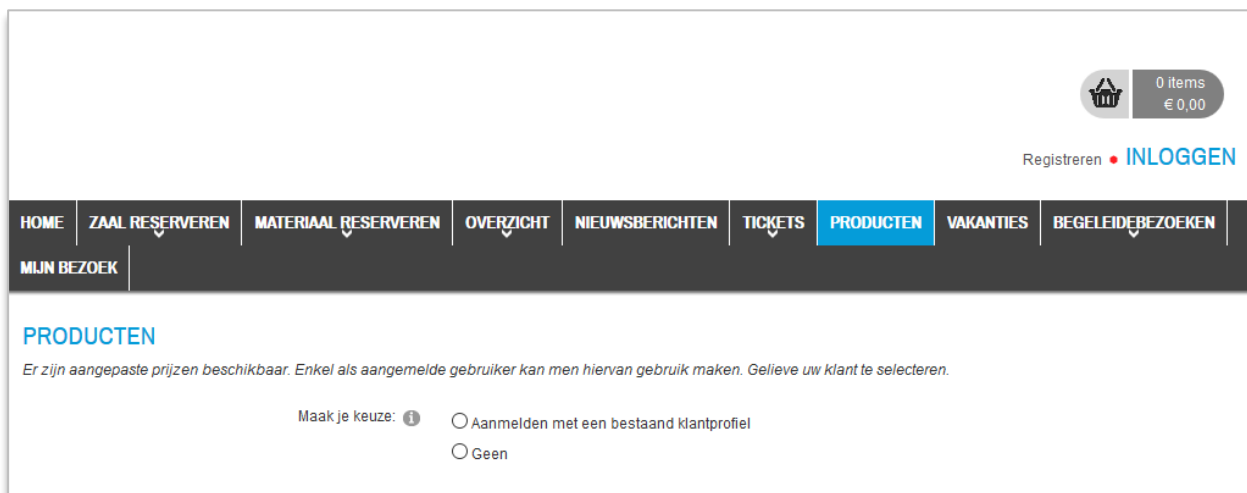 0 items
€ 0,00
Registreren • INLOGGEN
HOME ZAAL RESERVEREN MATERIAAL RESERVEREN OVERZICHT NIEUWSBERICHTEN TICKETS PRODUCTEN VAKANTIES BEGELEIDEBEZOEKEN
MIJN BEZOEK
PRODUCTEN
Er zijn aangepaste prijzen beschikbaar. Enkel als aangemelde gebruiker kan men hiervan gebruik maken. Gelieve uw klant te selecteren.
Maak je keuze: Aanmelden met een bestaand klantprofiel
Geen